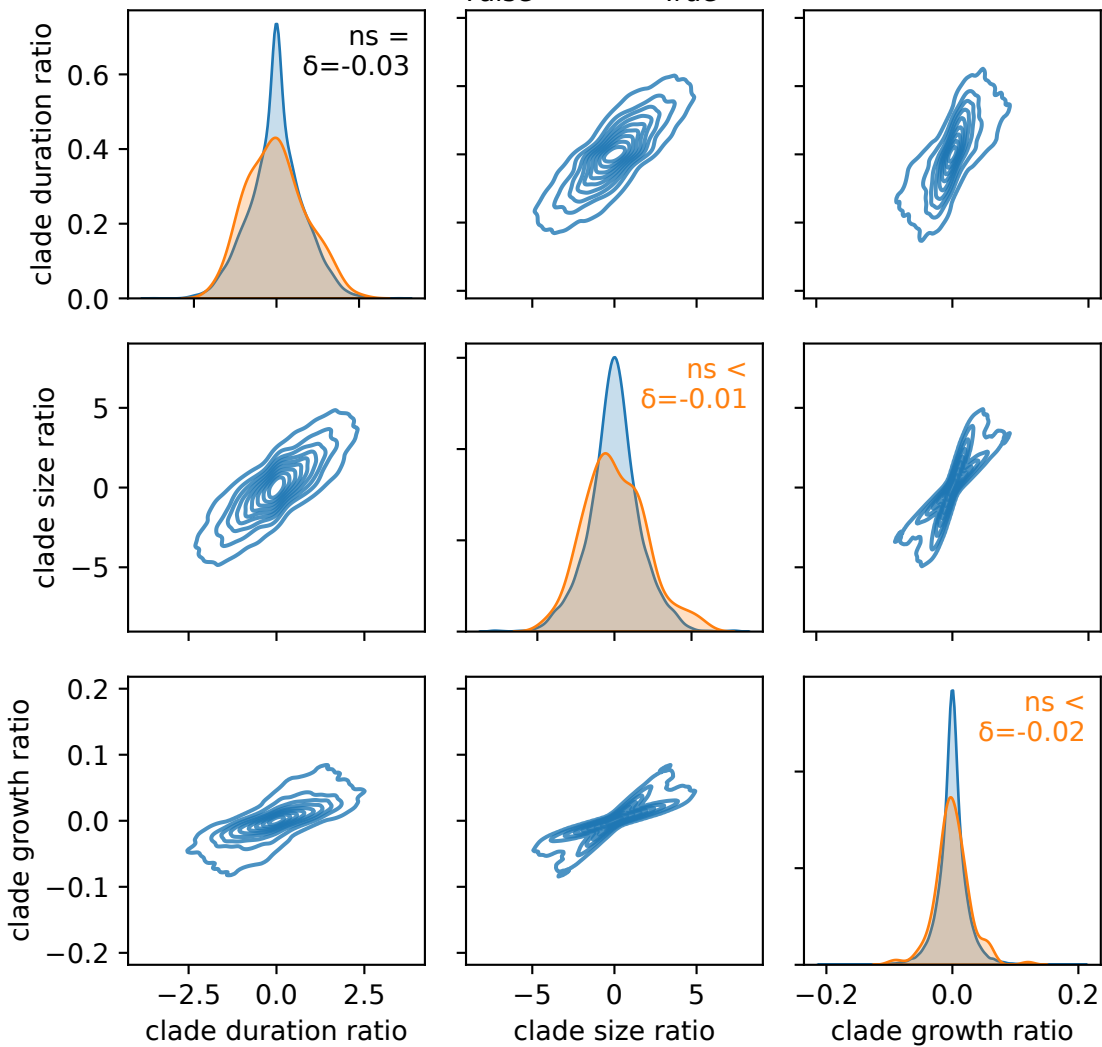 ns =
δ=-0.03
clade duration ratio
0.6
0.4
0.2
0.0
ns <
δ=-0.01
clade size ratio
5
0
−5
ns <
δ=-0.02
clade growth ratio
0.2
0.1
0.0
−0.1
−0.2
−2.5 0.0 2.5
−5 0 5
−0.2 0.0 0.2
clade duration ratio
clade size ratio
clade growth ratio